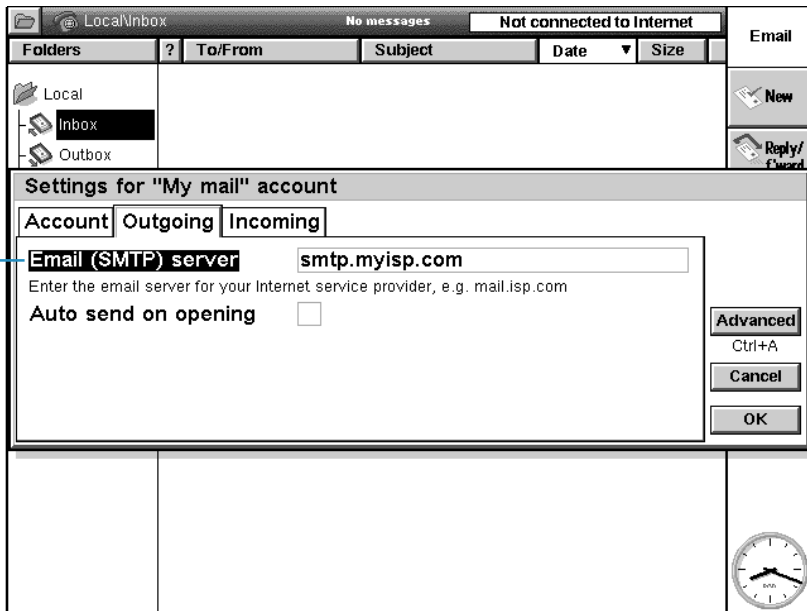 Local\Inbox No messages Not connected to Internet
Email
Folders ? To/From Subject Date Size
Local
Inbox
Outbox
New
Reply/
f'ward
Settings for "My mail" account
Account Outgoing Incoming
Email (SMTP) server smtp.myisp.com
Enter the email server for your Internet service provider, e.g. mail.isp.com
Auto send on opening
Advanced
Ctrl+A
Cancel
OK